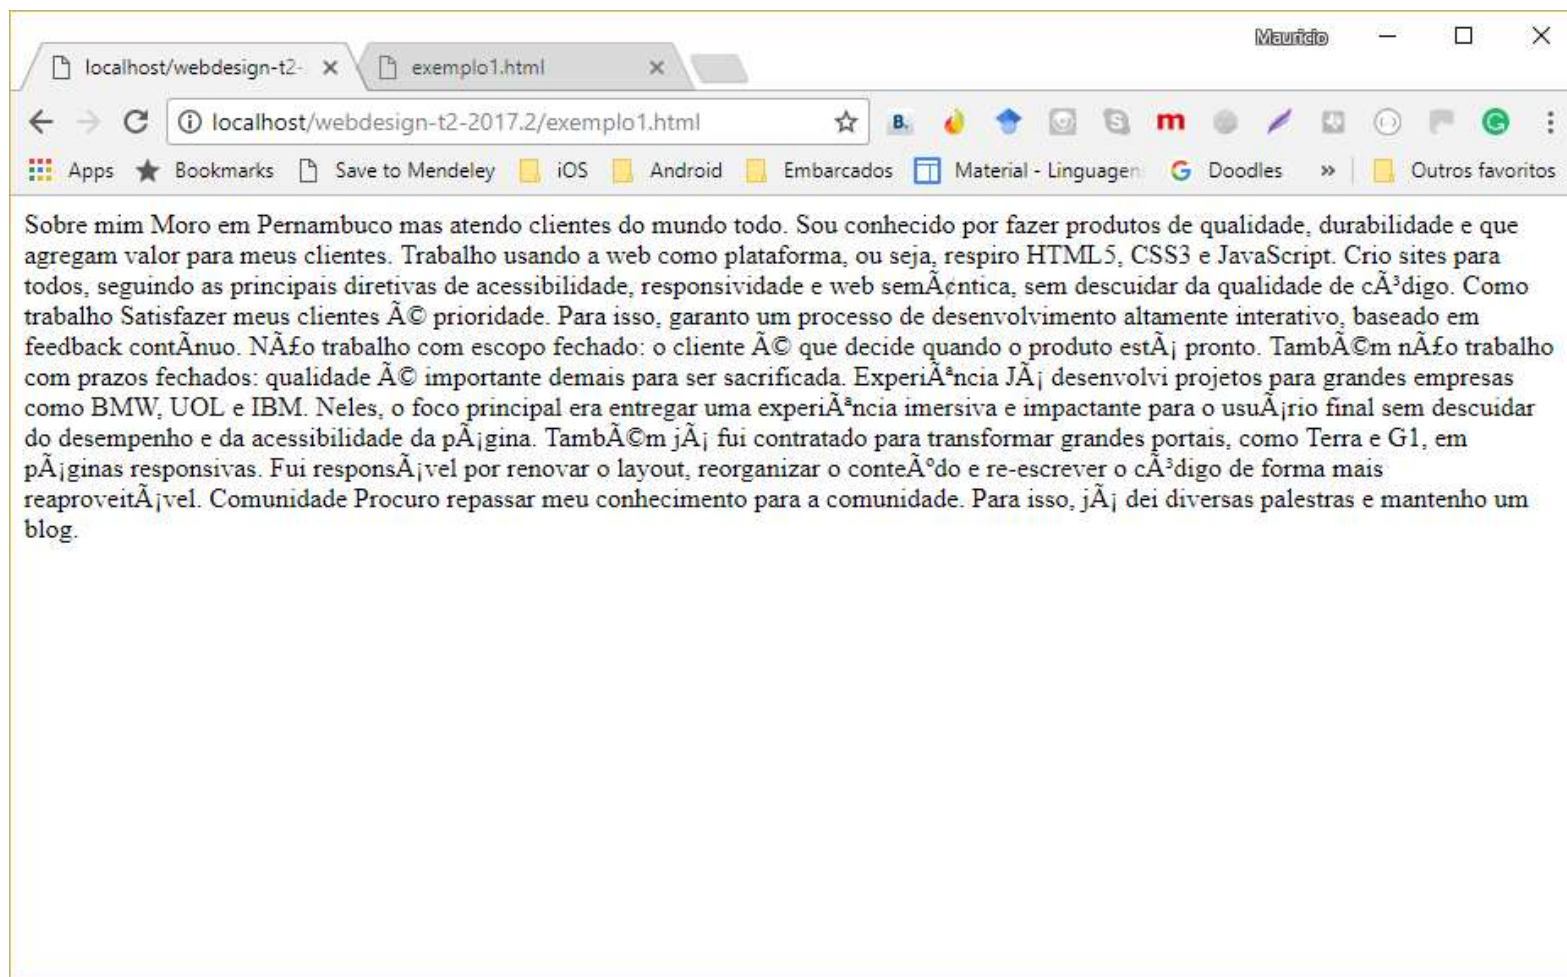 Mauricio
localhost/webdesign-t2-
exemplo1.html
localhost/webdesign-t2-2017.2/exemplo1.html
Apps Bookmarks Save to Mendeley iOS Android Embarcados Material - Linguagen Doodles » Outros favoritos
Sobre mim Moro em Pernambuco mas atendo clientes do mundo todo. Sou conhecido por fazer produtos de qualidade, durabilidade e que
agregam valor para meus clientes. Trabalho usando a web como plataforma, ou seja, respiro HTML5, CSS3 e JavaScript. Crio sites para
todos, seguindo as principais diretivas de acessibilidade, responsividade e web semÃ¢ntica, sem descuidar da qualidade de cÃ³digo. Como
trabalho Satisfazer meus clientes Ã© prioridade. Para isso, garanto um processo de desenvolvimento altamente interativo, baseado em
feedback contÃnuo. NÃ£o trabalho com escopo fechado: o cliente Ã© que decide quando o produto estÃ¡ pronto. TambÃ©m nÃ£o trabalho
com prazos fechados: qualidade Ã© importante demais para ser sacrificada. ExperiÃªncia JÃ¡ desenvolvi projetos para grandes empresas
como BMW, UOL e IBM. Neles, o foco principal era entregar uma experiÃªncia imersiva e impactante para o usuÃ¡rio final sem descuidar
do desempenho e da acessibilidade da pÃ¡gina. TambÃ©m jÃ¡ fui contratado para transformar grandes portais, como Terra e G1, em
pÃ¡ginas responsivas. Fui responsÃ¡vel por renovar o layout, reorganizar o conteÃºdo e re-escrever o cÃ³digo de forma mais
reaproveitÃ¡vel. Comunidade Procuro repassar meu conhecimento para a comunidade. Para isso, jÃ¡ dei diversas palestras e mantenho um
blog.